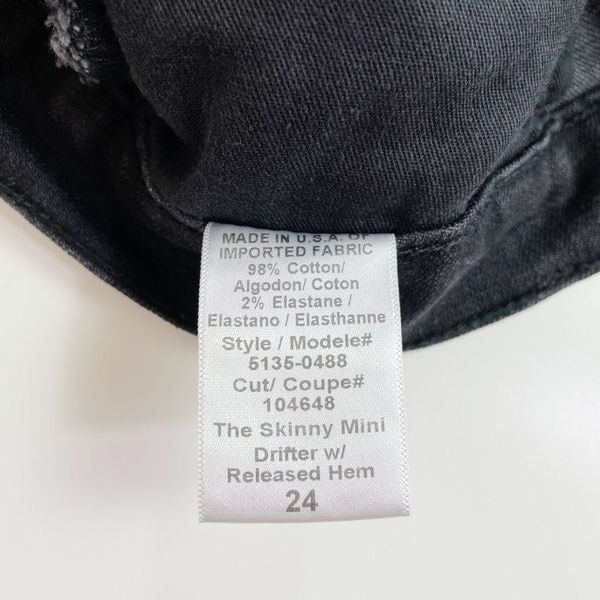 MADE IN U.S.A. OF
IMPORTED FABRIC
98% Cotton/
Algodon/ Coton
2% Elastane /
Elastano / Elasthanne
Style / Modele#
5135-0488
Cut/ Coupe#
104648
The Skinny Mini
Drifter w/
Released Hem
24